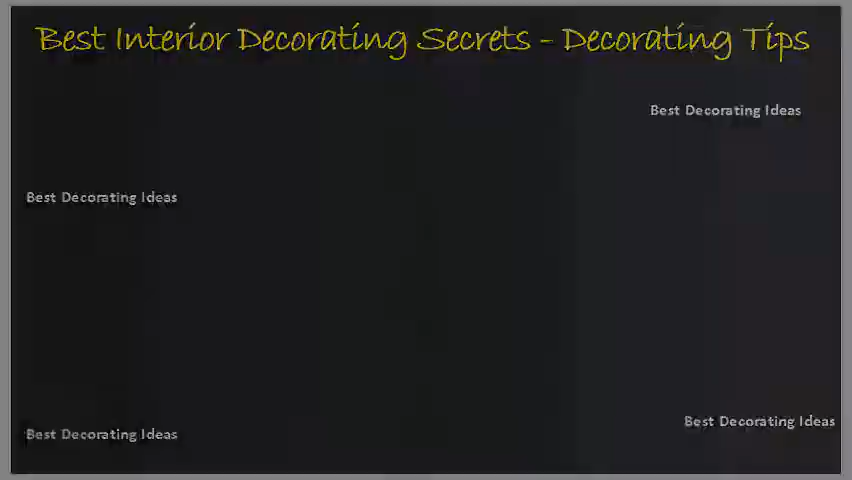 Best Interior Decorating Secrets - Decorating Tips
Best Decorating Ideas
Best Decorating Ideas
Best Decorating Ideas
Best Decorating Ideas